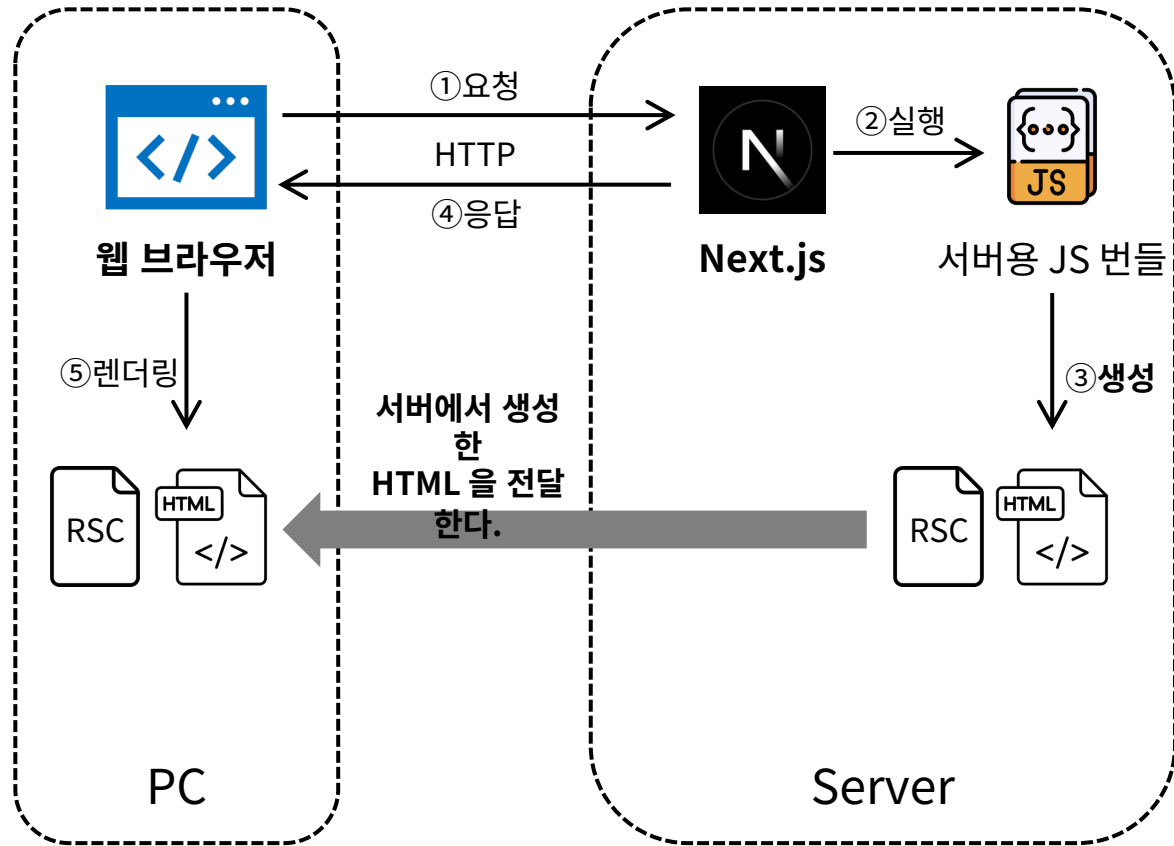 ①요청
HTTP
④응답
②실행
JS
웹 브라우저
Next.js
서버용 JS 번들
⑤렌더링
③생성
서버에서 생성
한
HTML 을 전달
한다.
RSC
HTML
</>
RSC
HTML
</>
PC
Server